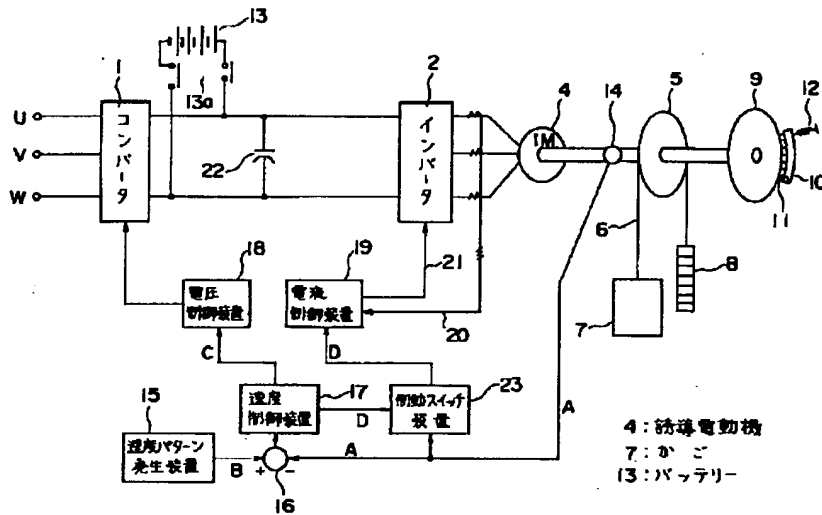 13
1
13a
2
4
14
5
9
12
U
V
W
コンバータ
22
インバータ
IM
10
11
6
8
7
18
19
21
電圧
制御装置
電流
制御装置
20
C
D
15
速度
制御装置
17
D
制動スイッチ
装置
23
A
速度パターン
発生装置
B
+
-
A
16
4:誘導電動機
7:かご
13:バッテリー